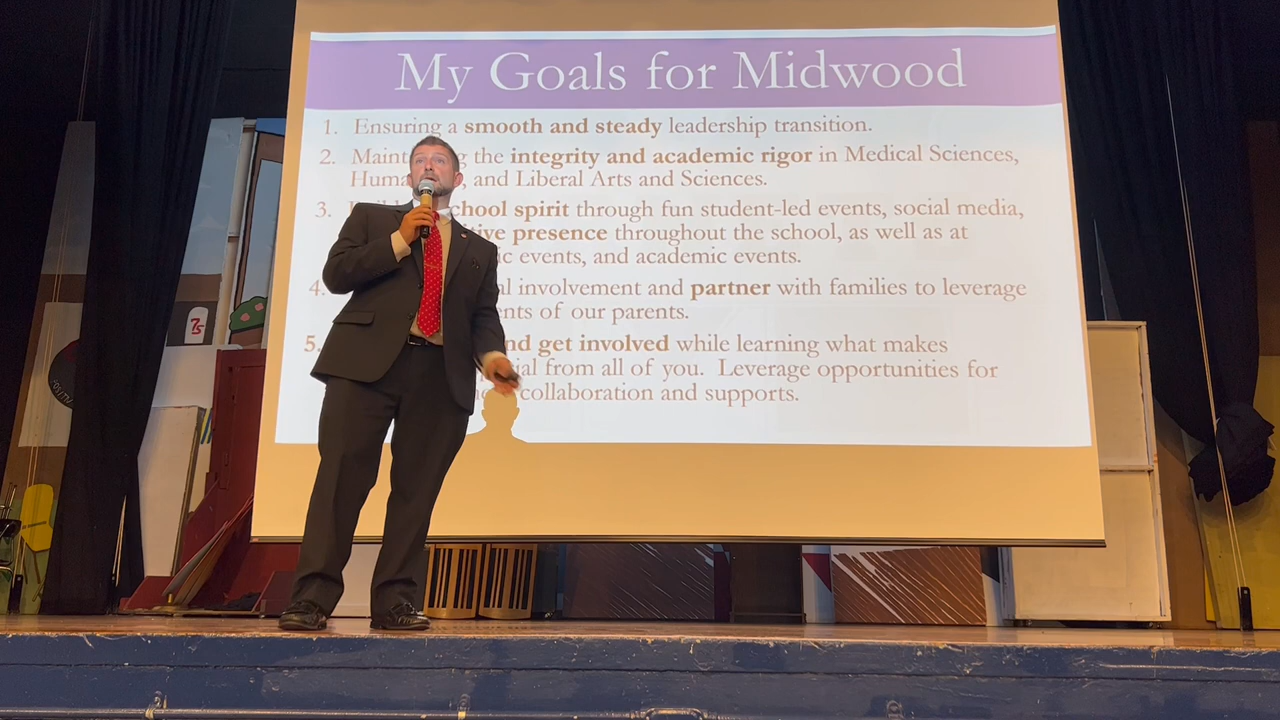 My Goals for Midwood
1. Ensuring a smooth and steady leadership transition.
2. the integrity and academic rigor in Medical Sciences,
and Liberal Arts and Sciences.
3. school spirit through fun student-led events, social media,
presence throughout the school, as well as at
events, and academic events.
4. involvement and partner with families to leverage
of our parents.
5. and get involved while learning what makes
from all of you. Leverage opportunities for
collaboration and supports.